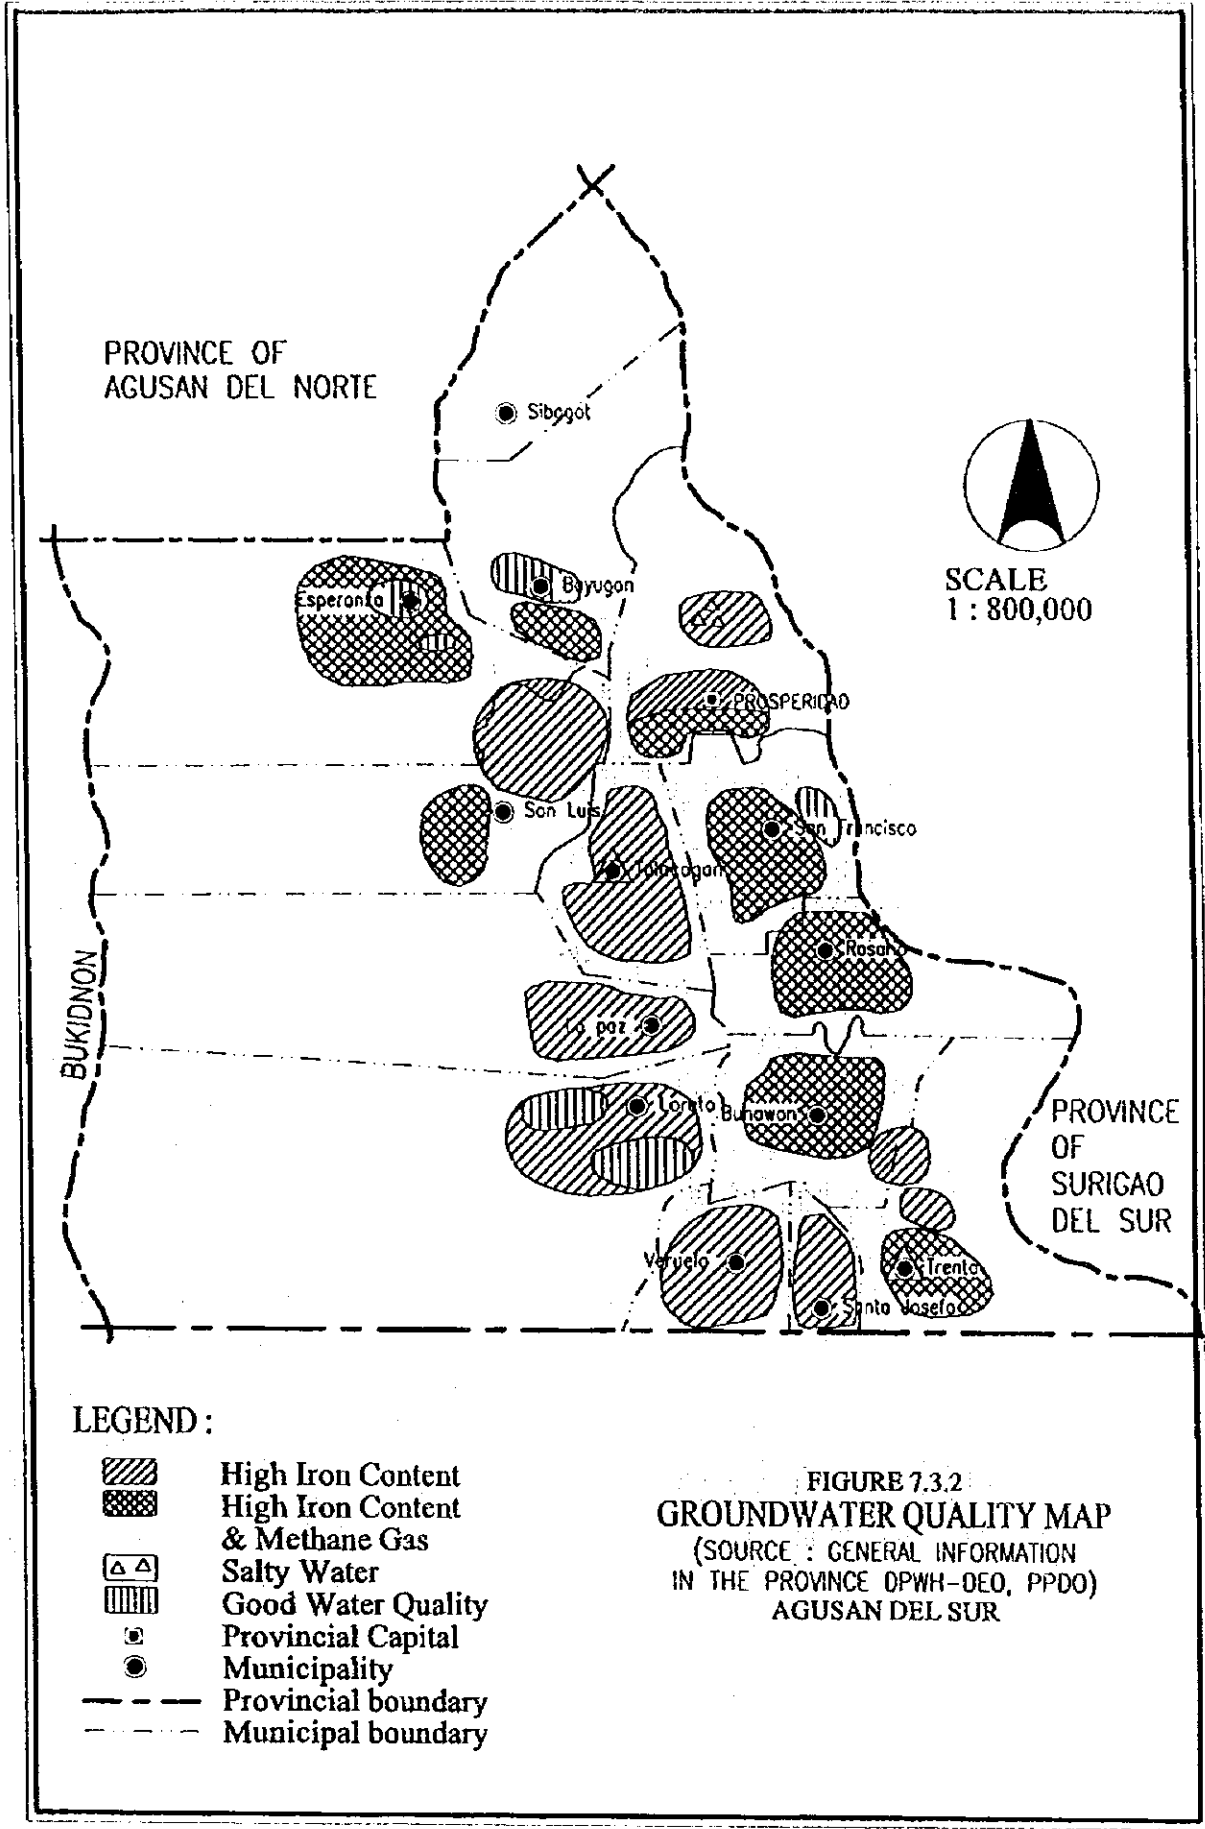 PROVINCE OF
AGUSAN DEL NORTE
Sibagat
SCALE
1 : 800,000
Esperanza
Bayugan
PROSPERIDAD
San Luis
San Francisco
Talacogon
Rosario
BUKIDNON
La paz
Loreto
Bunawan
PROVINCE
OF
SURIGAO
DEL SUR
Veruela
Trento
Santa Josefa
LEGEND :
High Iron Content
High Iron Content
& Methane Gas
Salty Water
Good Water Quality
Provincial Capital
Municipality
Provincial boundary
Municipal boundary
FIGURE 7.3.2
GROUNDWATER QUALITY MAP
(SOURCE : GENERAL INFORMATION
IN THE PROVINCE DPWH-DEO, PPDO)
AGUSAN DEL SUR